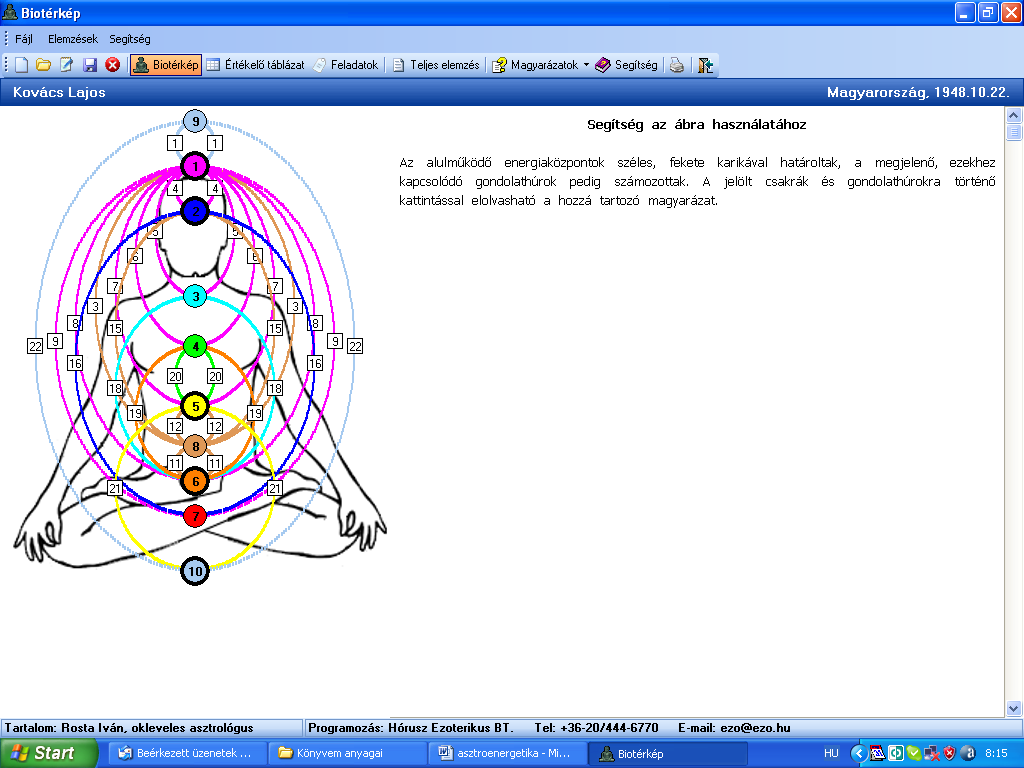 Biotérkép
Fájl Elemzések Segítség
Biotérkép Értékelő táblázat Feladatok Teljes elemzés Magyarázatok Segítség
Kovács Lajos Magyarország, 1948.10.22.
Segítség az ábra használatához
Az alulműködő energiaközpontok széles, fekete karikával határoltak, a megjelenő, ezekhez
kapcsolódó gondolathúrok pedig számozottak. A jelölt csakrák és gondolathúrokra történő
kattintással elolvasható a hozzá tartozó magyarázat.
9
1 1
1
4 4
2
5 5
6 6
7 7
3
3 3
8 15 15 8
22 9 4 9 22
16 16
20 20
18 18
5
19 19
12 12
8
11 11
6
21 21
7
10
Tartalom: Rosta Iván, okleveles asztrológus Programozás: Hórusz Ezoterikus BT. Tel: +36-20/444-6770 E-mail: ezo@ezo.hu
Start Beérkezett üzenetek ... Könyvem anyagai asztroenergetika - Mi... Biotérkép HU 8:15